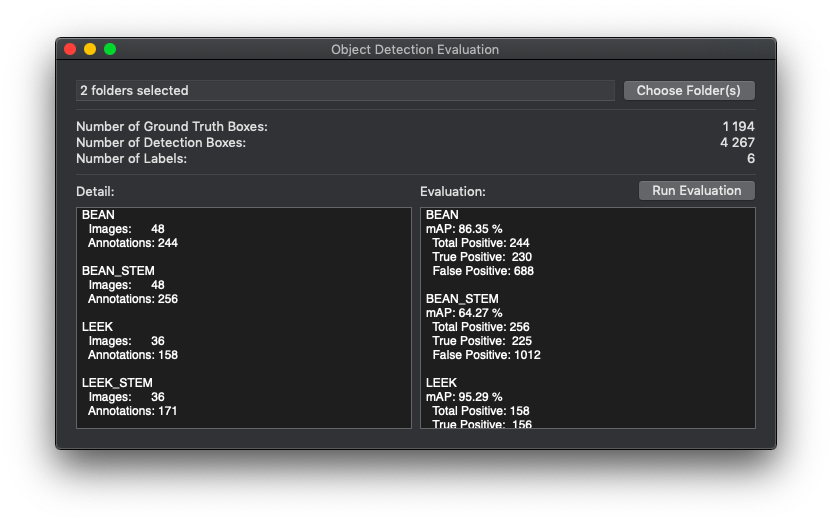 Object Detection Evaluation
2 folders selected
Choose Folder(s)
Number of Ground Truth Boxes: 1 194
Number of Detection Boxes: 4 267
Number of Labels: 6
Detail:
BEAN
Images: 48
Annotations: 244
BEAN_STEM
Images: 48
Annotations: 256
LEEK
Images: 36
Annotations: 158
LEEK_STEM
Images: 36
Annotations: 171
Evaluation:
Run Evaluation
BEAN
mAP: 86.35 %
Total Positive: 244
True Positive: 230
False Positive: 688
BEAN_STEM
mAP: 64.27 %
Total Positive: 256
True Positive: 225
False Positive: 1012
LEEK
mAP: 95.29 %
Total Positive: 158
True Positive: 156